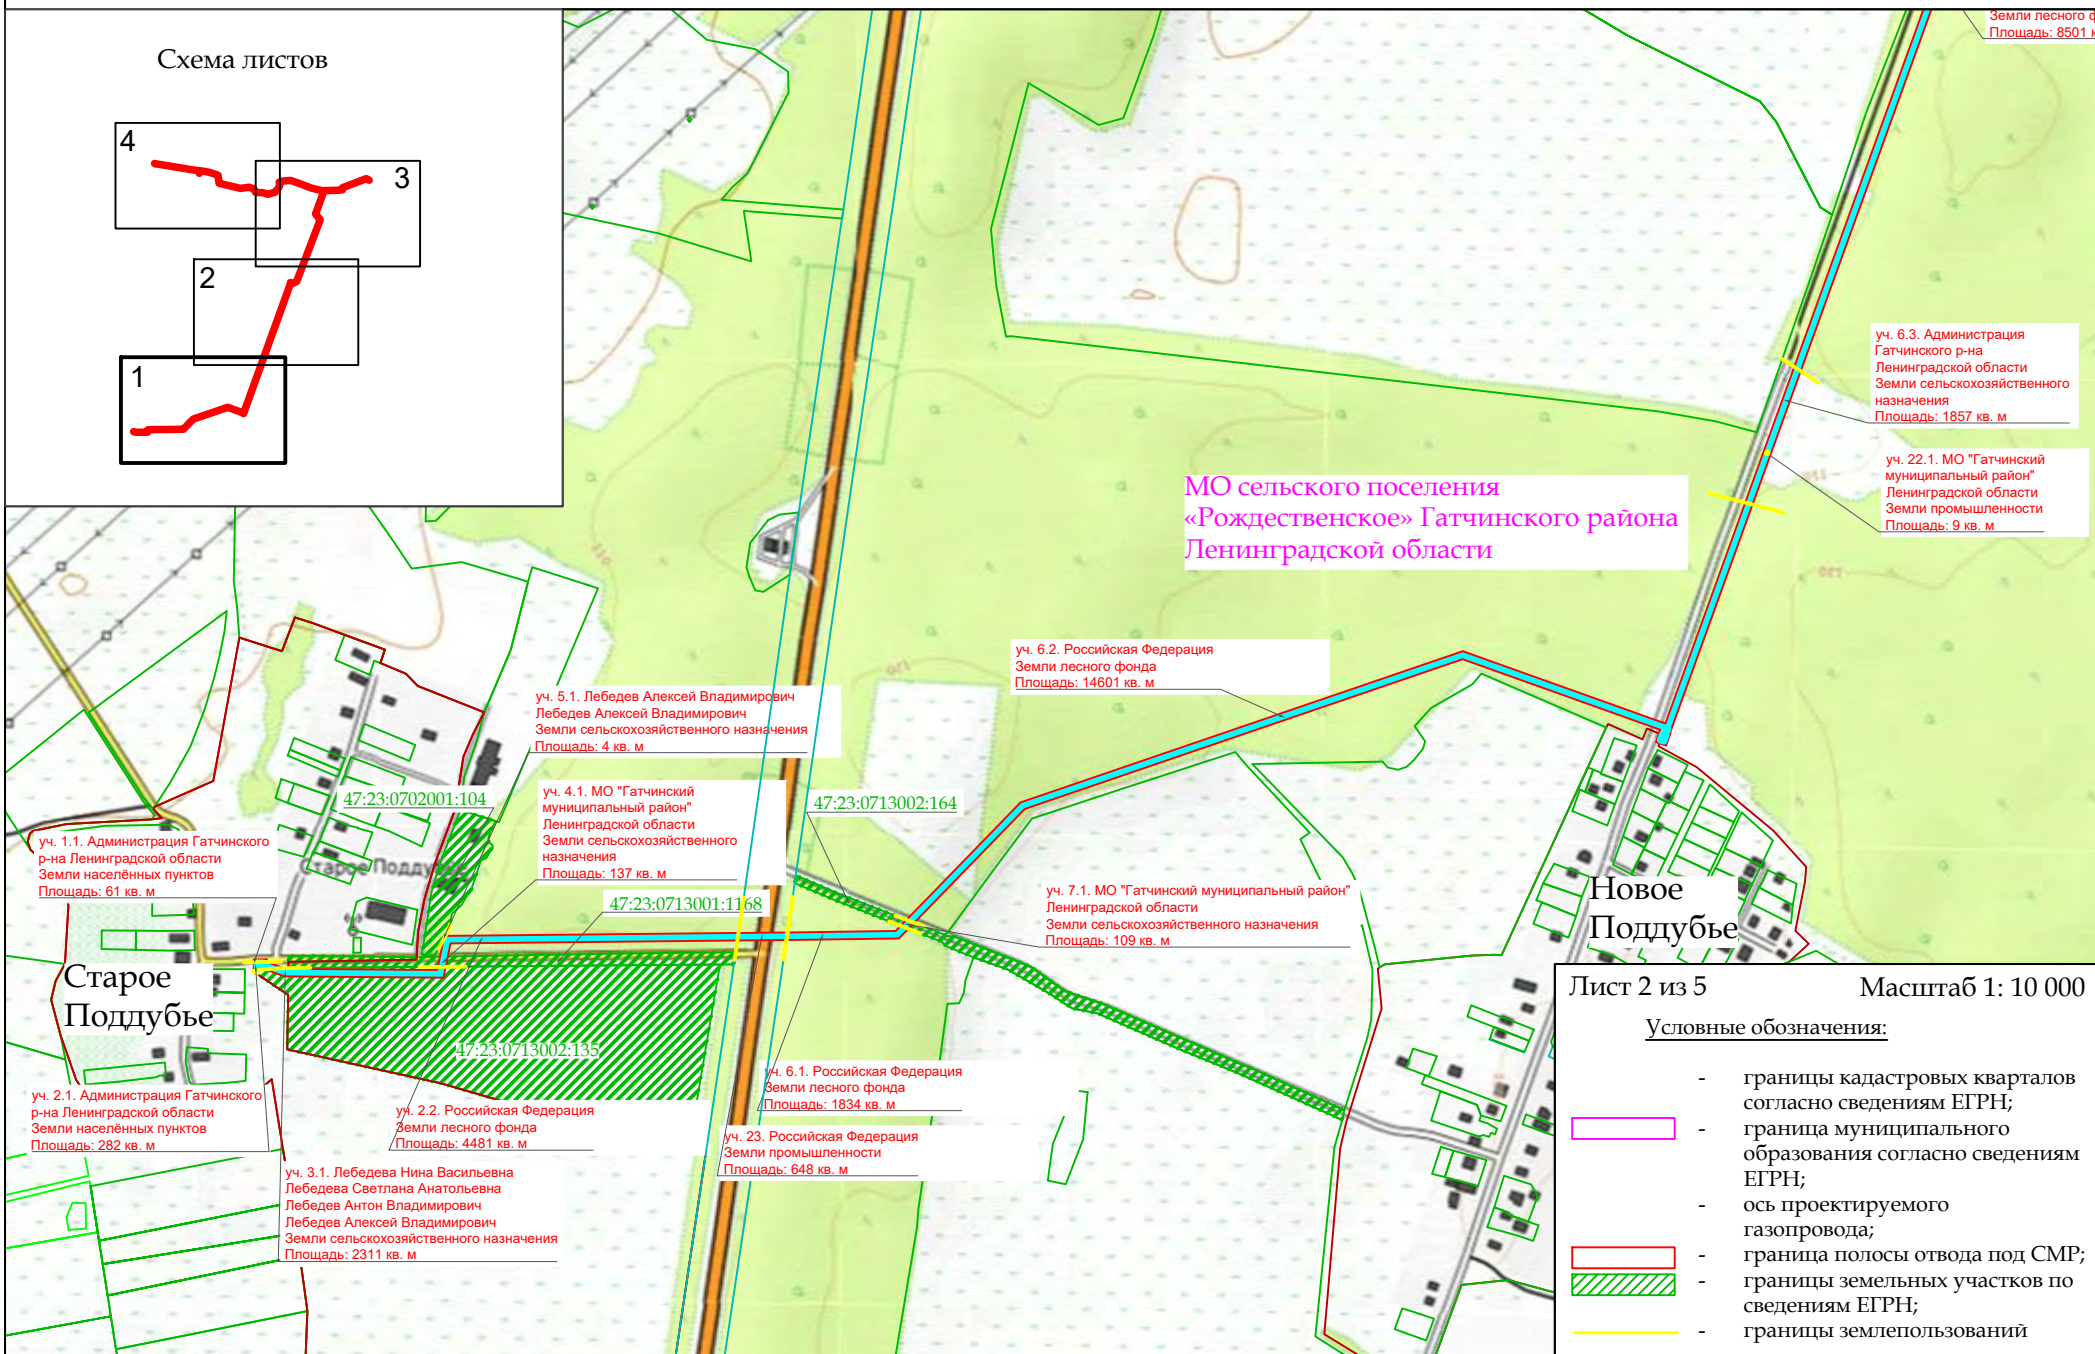 Схема листов
4
3
2
1
Земли лесного ф
Площадь: 8501 к
уч. 6.3. Администрация
Гатчинского р-на
Ленинградской области
Земли сельскохозяйственного
назначения
Площадь: 1857 кв. м
уч. 22.1. МО "Гатчинский
муниципальный район"
Ленинградской области
Земли промышленности
Площадь: 9 кв. м
МО сельского поселения
«Рождественское» Гатчинского района
Ленинградской области
уч. 6.2. Российская Федерация
Земли лесного фонда
Площадь: 14601 кв. м
уч. 5.1. Лебедев Алексей Владимирович
Лебедев Алексей Владимирович
Земли сельскохозяйственного назначения
Площадь: 4 кв. м
47:23:0702001:104
уч. 4.1. МО "Гатчинский
муниципальный район"
Ленинградской области
Земли сельскохозяйственного
назначения
Площадь: 137 кв. м
47:23:0713002:164
уч. 1.1. Администрация Гатчинского
р-на Ленинградской области
Земли населённых пунктов
Площадь: 61 кв. м
Старое Подду
47:23:0713001:1168
уч. 7.1. МО "Гатчинский муниципальный район"
Ленинградской области
Земли сельскохозяйственного назначения
Площадь: 109 кв. м
Новое
Поддубье
Старое
Поддубье
47:23:0713002:135
уч. 2.1. Администрация Гатчинского
р-на Ленинградской области
Земли населённых пунктов
Площадь: 282 кв. м
уч. 2.2. Российская Федерация
Земли лесного фонда
Площадь: 4481 кв. м
уч. 6.1. Российская Федерация
Земли лесного фонда
Площадь: 1834 кв. м
уч. 23. Российская Федерация
Земли промышленности
Площадь: 648 кв. м
уч. 3.1. Лебедева Нина Васильевна
Лебедева Светлана Анатольевна
Лебедев Антон Владимирович
Лебедев Алексей Владимирович
Земли сельскохозяйственного назначения
Площадь: 2311 кв. м
Лист 2 из 5
Масштаб 1: 10 000
Условные обозначения:
- границы кадастровых кварталов
согласно сведениям ЕГРН;
- граница муниципального
образования согласно сведениям
ЕГРН;
- ось проектируемого
газопровода;
- граница полосы отвода под СМР;
- границы земельных участков по
сведениям ЕГРН;
- границы землепользований